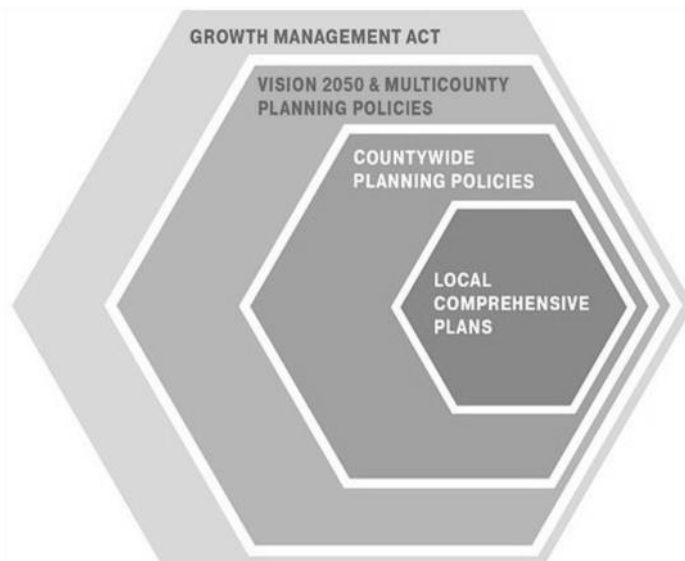 GROWTH MANAGEMENT ACT
VISION 2050 & MULTICOUNTY
PLANNING POLICIES
COUNTYWIDE
PLANNING POLICIES
LOCAL
COMPREHENSIVE
PLANS